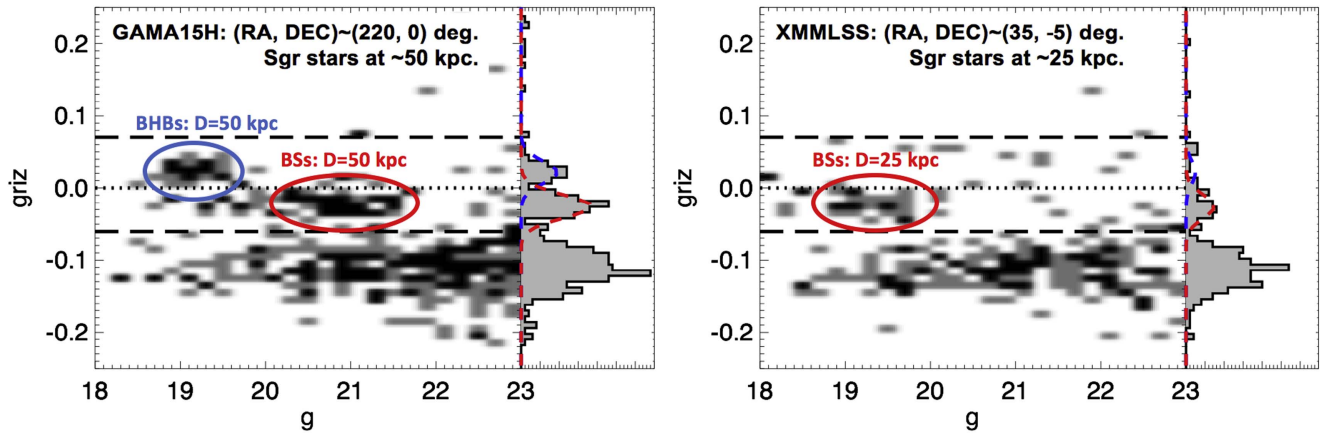 GAMA15H: (RA, DEC)~(220, 0) deg.
Sgr stars at ~50 kpc.
BHBs: D=50 kpc
BSs: D=50 kpc
griz
0.2
0.1
0.0
-0.1
-0.2
18 19 20 21 22 23
g
XMMLSS: (RA, DEC)~(35, -5) deg.
Sgr stars at ~25 kpc.
BSs: D=25 kpc
griz
0.2
0.1
0.0
-0.1
-0.2
18 19 20 21 22 23
g